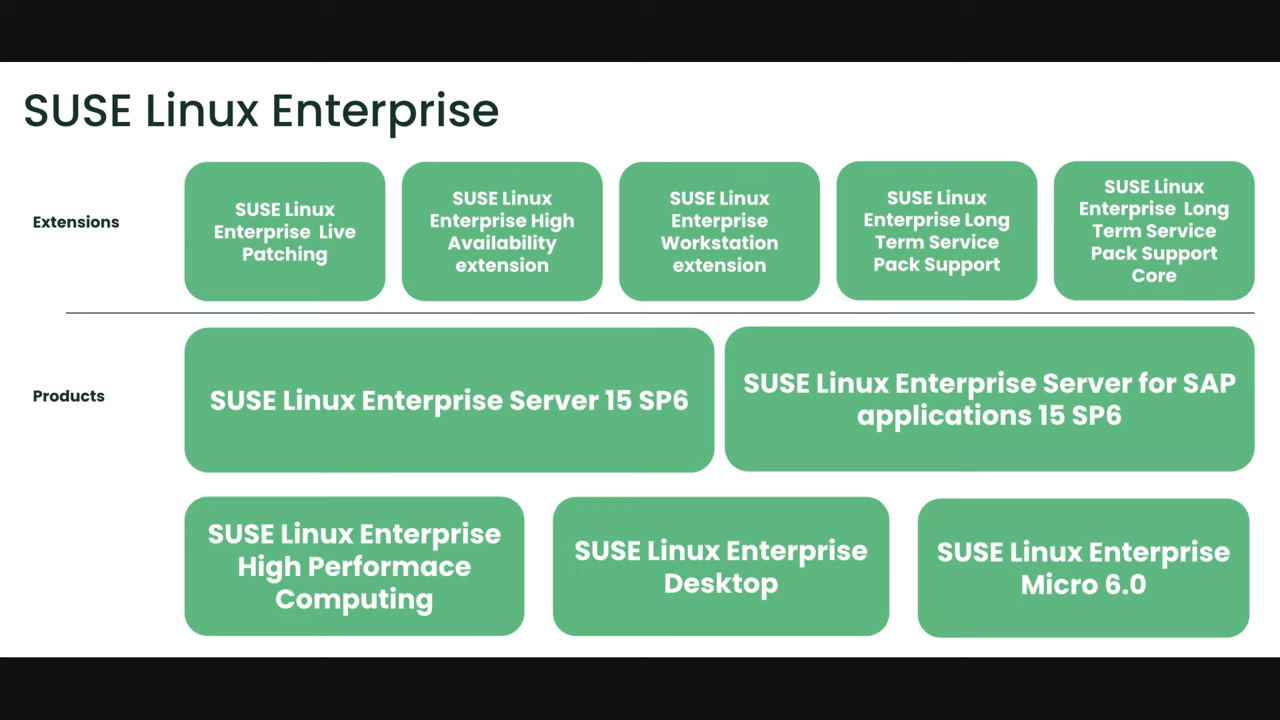 SUSE Linux Enterprise
Extensions
SUSE Linux
Enterprise Live
Patching
SUSE Linux
Enterprise High
Availability
extension
SUSE Linux
Enterprise
Workstation
extension
SUSE Linux
Enterprise Long
Term Service
Pack Support
SUSE Linux
Enterprise Long
Term Service
Pack Support
Core
Products
SUSE Linux Enterprise Server 15 SP6
SUSE Linux Enterprise Server for SAP
applications 15 SP6
SUSE Linux Enterprise
High Performace
Computing
SUSE Linux Enterprise
Desktop
SUSE Linux Enterprise
Micro 6.0